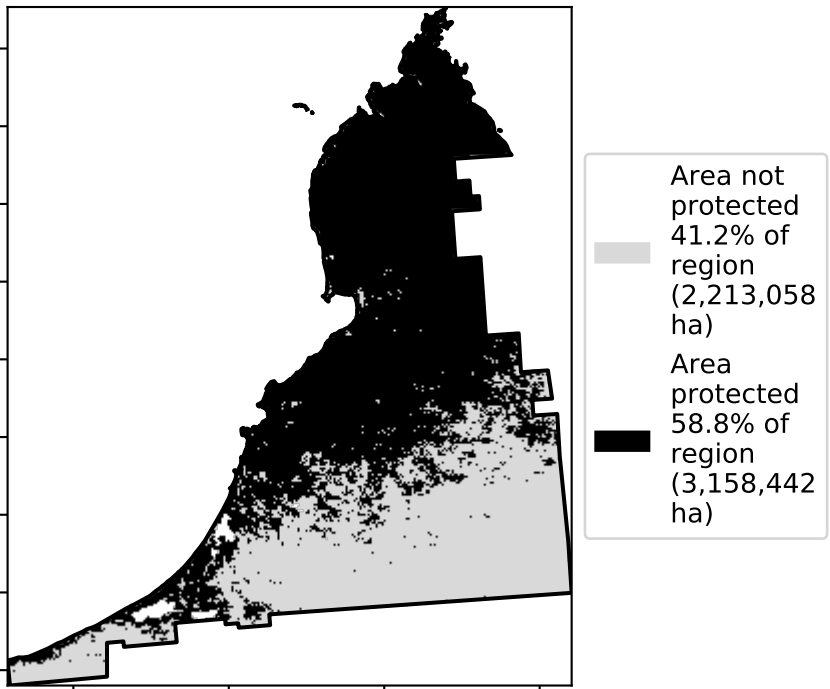 Area not
protected
41.2% of
region
(2,213,058
ha)
Area
protected
58.8% of
region
(3,158,442
ha)